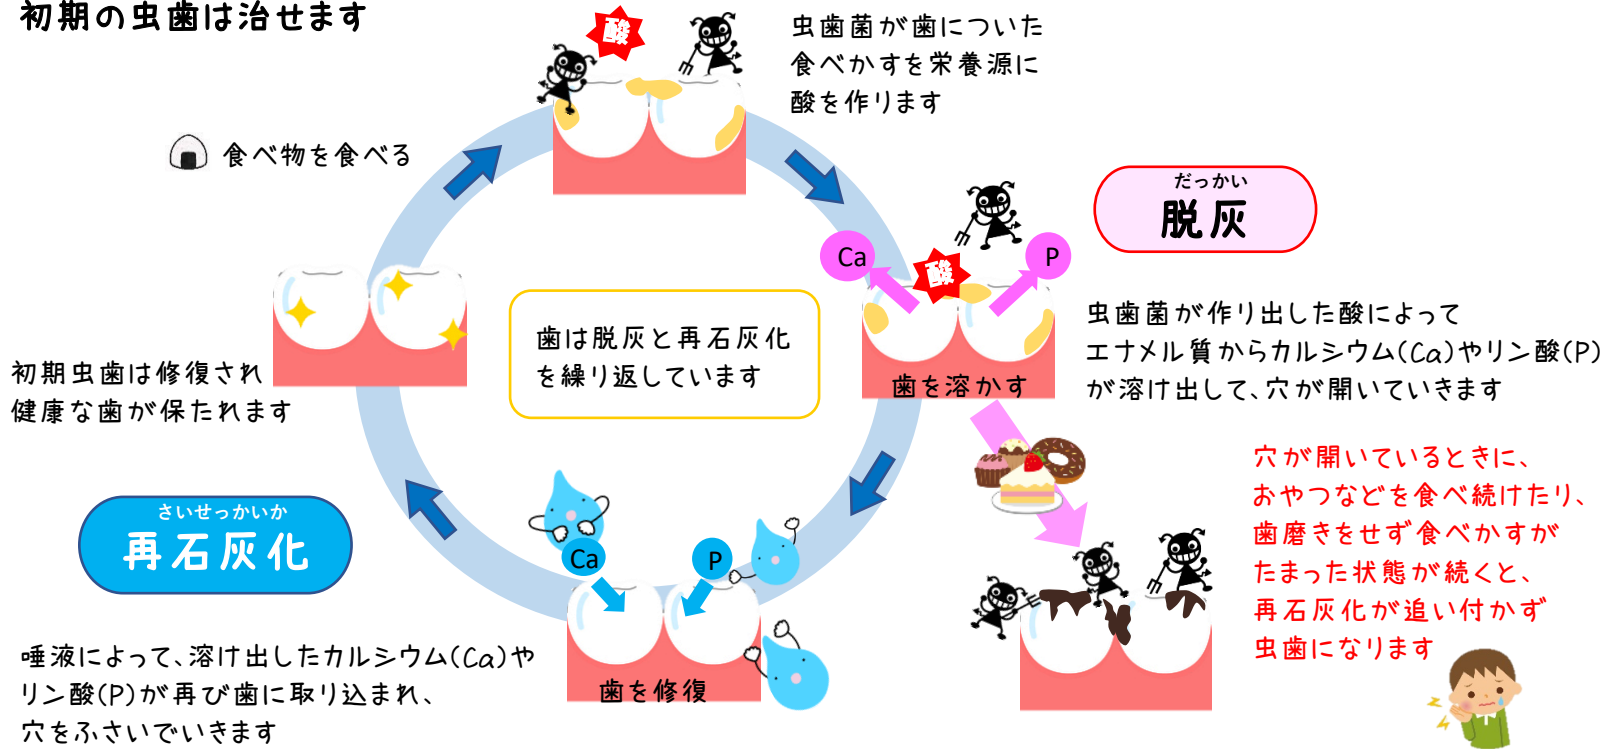 初期の虫歯は治せます
酸
虫歯菌が歯についた
食べかすを栄養源に
酸を作ります
食べ物を食べる
だっかい
脱灰
Ca
酸
P
歯を溶かす
虫歯菌が作り出した酸によって
エナメル質からカルシウム(Ca)やリン酸(P)
が溶け出して、穴が開いていきます
歯は脱灰と再石灰化
を繰り返しています
初期虫歯は修復され
健康な歯が保たれます
穴が開いているときに、
おやつなどを食べ続けたり、
歯磨きをせず食べかすが
たまった状態が続くと、
再石灰化が追い付かず
虫歯になります
さいせっかいか
再石灰化
Ca
P
歯を修復
唾液によって、溶け出したカルシウム(Ca)や
リン酸(P)が再び歯に取り込まれ、
穴をふさいでいきます